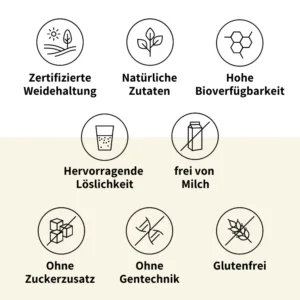 Zertifizierte
Weidehaltung
Natürliche
Zutaten
Hohe
Bioverfügbarkeit
Hervorragende
Löslichkeit
frei von
Milch
Ohne
Zuckerzusatz
Ohne
Gentechnik
Glutenfrei